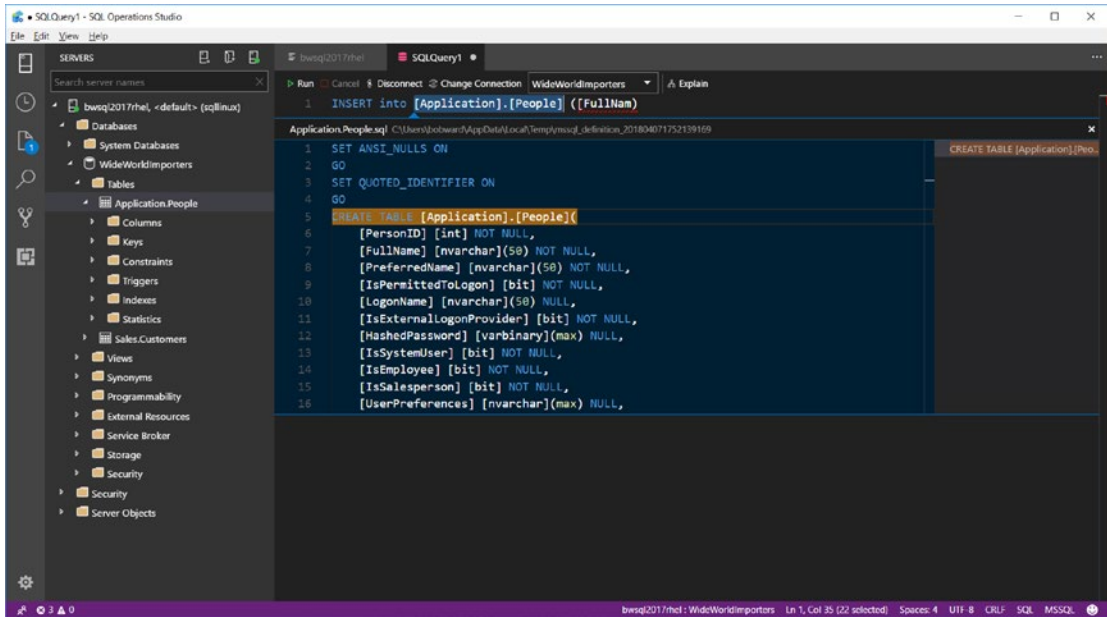 ● SQLQuery1 - SQL Operations Studio
File Edit View Help
SERVERS
Search server names
bwsql2017rhel, <default> (sqllinux)
Databases
System Databases
WideWorldImporters
Tables
Application.People
Columns
Keys
Constraints
Triggers
Indexes
Statistics
Sales.Customers
Views
Synonyms
Programmability
External Resources
Service Broker
Storage
Security
Security
Server Objects
1
bwsql2017rhel SQLQuery1 ●
Run Cancel Disconnect Change Connection WideWorldImporters Explain
1 INSERT into [Application].[People] ([FullNam)
Application.People.sql C:\Users\bobward\AppData\Local\Temp\mssql_definition_201804071752139169
1 SET ANSI_NULLS ON
2 GO
3 SET QUOTED_IDENTIFIER ON
4 GO
5 CREATE TABLE [Application].[People](
6 [PersonID] [int] NOT NULL,
7 [FullName] [nvarchar](50) NOT NULL,
8 [PreferredName] [nvarchar](50) NOT NULL,
9 [IsPermittedToLogon] [bit] NOT NULL,
10 [LogonName] [nvarchar](50) NULL,
11 [IsExternalLogonProvider] [bit] NOT NULL,
12 [HashedPassword] [varbinary](max) NULL,
13 [IsSystemUser] [bit] NOT NULL,
14 [IsEmployee] [bit] NOT NULL,
15 [IsSalesperson] [bit] NOT NULL,
16 [UserPreferences] [nvarchar](max) NULL,
CREATE TABLE [Application].[Peo...
3 0
bwsql2017rhel : WideWorldImporters Ln 1, Col 35 (22 selected) Spaces: 4 UTF-8 CRLF SQL MSSQL